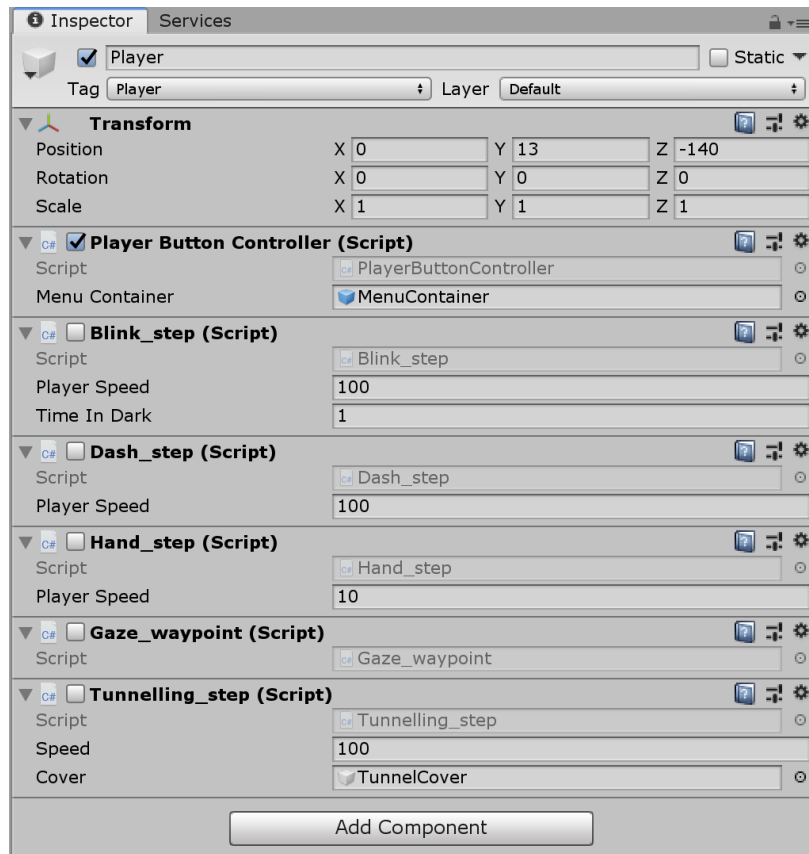 Inspector Services
Player Static
Tag Player Layer Default
Transform
Position X 0 Y 13 Z -140
Rotation X 0 Y 0 Z 0
Scale X 1 Y 1 Z 1
C# Player Button Controller (Script)
Script C# PlayerButtonController
Menu Container MenuContainer
C# Blink_step (Script)
Script C# Blink_step
Player Speed 100
Time In Dark 1
C# Dash_step (Script)
Script C# Dash_step
Player Speed 100
C# Hand_step (Script)
Script C# Hand_step
Player Speed 10
C# Gaze_waypoint (Script)
Script C# Gaze_waypoint
C# Tunnelling_step (Script)
Script C# Tunnelling_step
Speed 100
Cover TunnelCover
Add Component